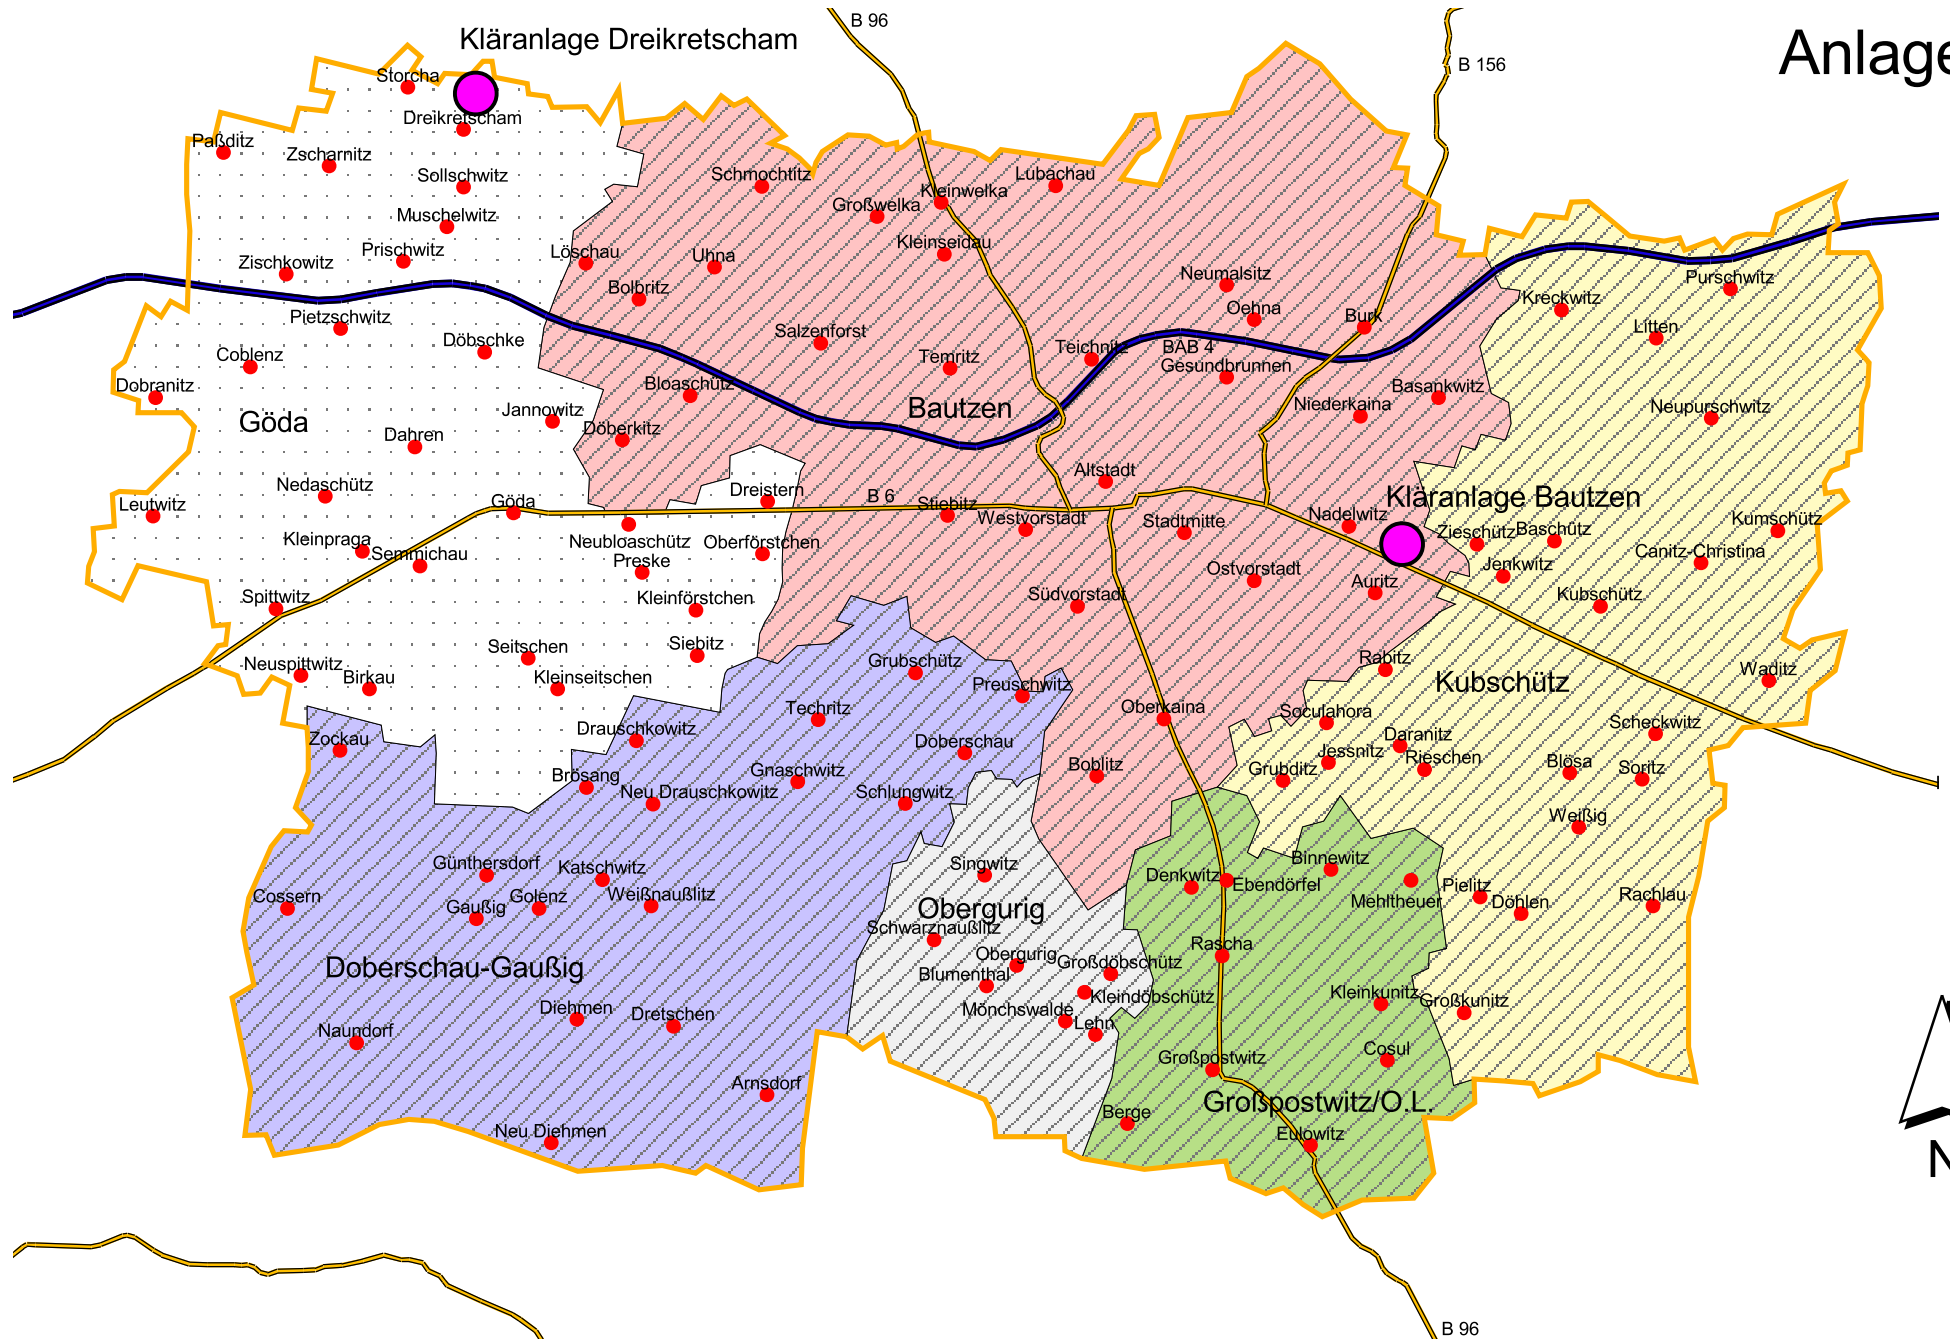 B 96
Kläranlage Dreikretscham
Anlage
B 156
Storcha
Dreikretscham
Paßditz
Zscharnitz
Sollschwitz
Schmochtitz
Lubachau
Kleinwelka
Großwelka
Muschelwitz
Prischwitz
Löschau
Uhna
Kleinseidau
Zischkowitz
Bolbritz
Neumalsitz
Purschwitz
Kreckwitz
Oehna
Pietzschwitz
Burk
Litten
Salzenforst
Döbschke
Teichnitz
BAB 4
Coblenz
Temritz
Gesundbrunnen
Dobranitz
Bloaschütz
Basankwitz
Niederkaina
Neupurschwitz
Jannowitz
Bautzen
Göda
Döberkitz
Dahren
Altstadt
Nedaschütz
Dreistern
B 6
Kläranlage Bautzen
Leutwitz
Göda
Stiebitz
Westvorstadt
Stadtmitte
Nadelwitz
Kumschütz
Zieschütz
Baschütz
Kleinpraga
Semmichau
Neubloaschütz
Oberförstchen
Canitz-Christina
Preske
Jenkwitz
Ostvorstadt
Auritz
Spittwitz
Kleinförstchen
Südvorstadt
Kubschütz
Seitschen
Siebitz
Neuspittwitz
Birkau
Kleinseitschen
Grubschütz
Preuschwitz
Rabitz
Kubschütz
Waditz
Techritz
Oberkaina
Soculahora
Scheckwitz
Zockau
Drauschkowitz
Doberschau
Daranitz
Jessnitz
Rieschen
Brösang
Gnaschwitz
Boblitz
Grubditz
Blösa
Soritz
Neu Drauschkowitz
Schlungwitz
Weißig
Günthersdorf
Katschwitz
Singwitz
Binnewitz
Denkwitz
Ebendörfel
Cossern
Gaußig
Golenz
Weißnaußlitz
Mehltheuer
Pielitz
Döhlen
Rachlau
Obergurig
Schwarznaußlitz
Rascha
Doberschau-Gaußig
Obergurig
Großdöbschütz
Blumenthal
Kleindöbschütz
Kleinkunitz
Großkunitz
Diehmen
Dretschen
Mönchswalde
Lehn
Naundorf
Großpostwitz
Cosul
Arnsdorf
Berge
Großpostwitz/O.L.
Neu Diehmen
Eulowitz
N
B 96